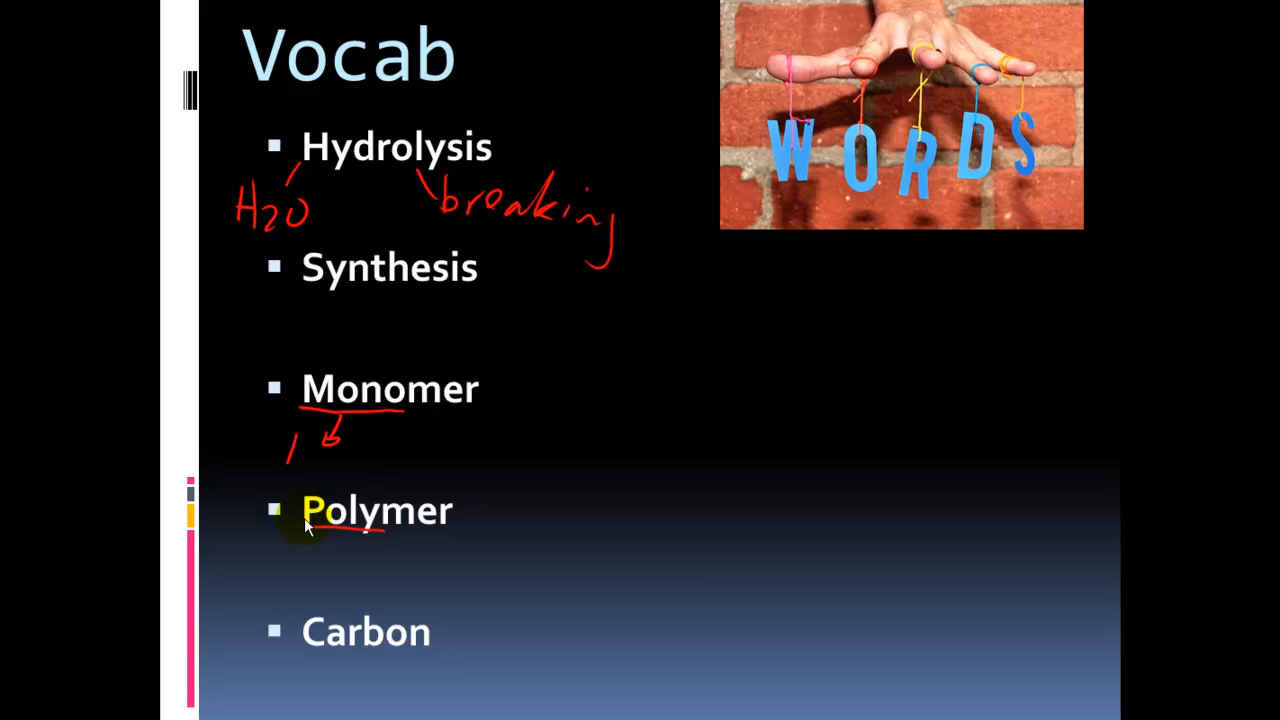 Vocab
WORDS
Hydrolysis
H2O
breaking
Synthesis
Monomer
1
Polymer
Carbon